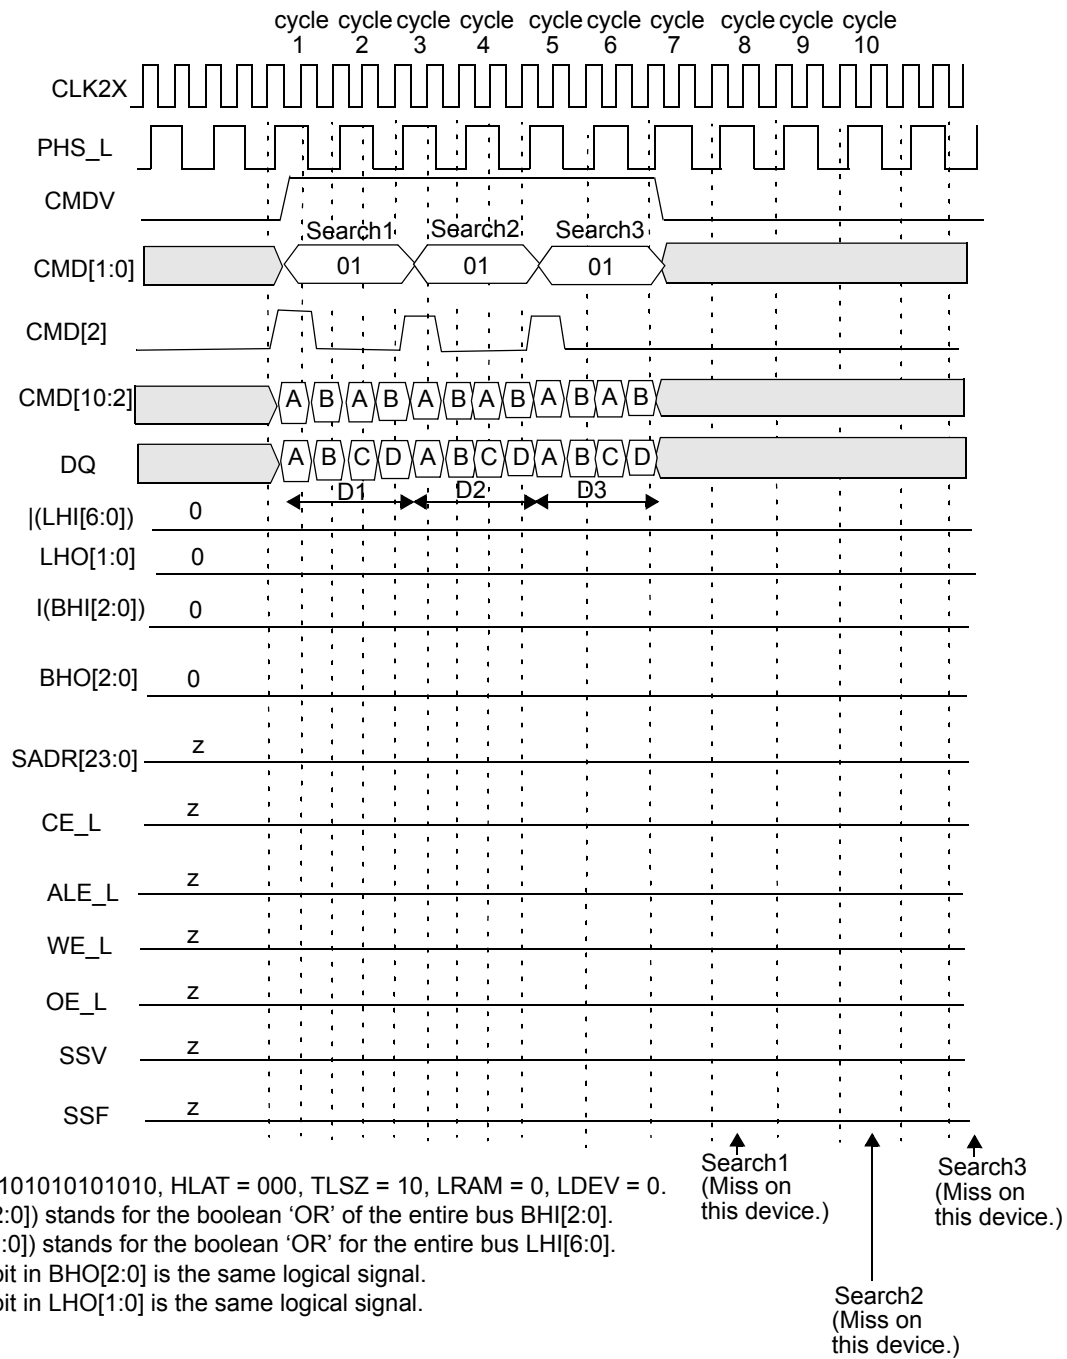 cycle cycle cycle cycle cycle cycle cycle cycle cycle cycle
1 2 3 4 5 6 7 8 9 10
CLK2X
PHS_L
CMDV
Search1 Search2 Search3
CMD[1:0] 01 01 01
CMD[2]
CMD[10:2] A B A B A B A B A B A B
DQ A B C D A B C D A B C D
D1 D2 D3
|(LHI[6:0]) 0
LHO[1:0] 0
I(BHI[2:0]) 0
BHO[2:0] 0
SADR[23:0] z
CE_L z
ALE_L z
WE_L z
OE_L z
SSV z
SSF z
Search1
(Miss on
this device.)
Search3
(Miss on
this device.)
101010101010, HLAT = 000, TLSZ = 10, LRAM = 0, LDEV = 0.
2:0]) stands for the boolean ‘OR’ of the entire bus BHI[2:0].
:0]) stands for the boolean ‘OR’ for the entire bus LHI[6:0].
bit in BHO[2:0] is the same logical signal.
bit in LHO[1:0] is the same logical signal.
Search2
(Miss on
this device.)